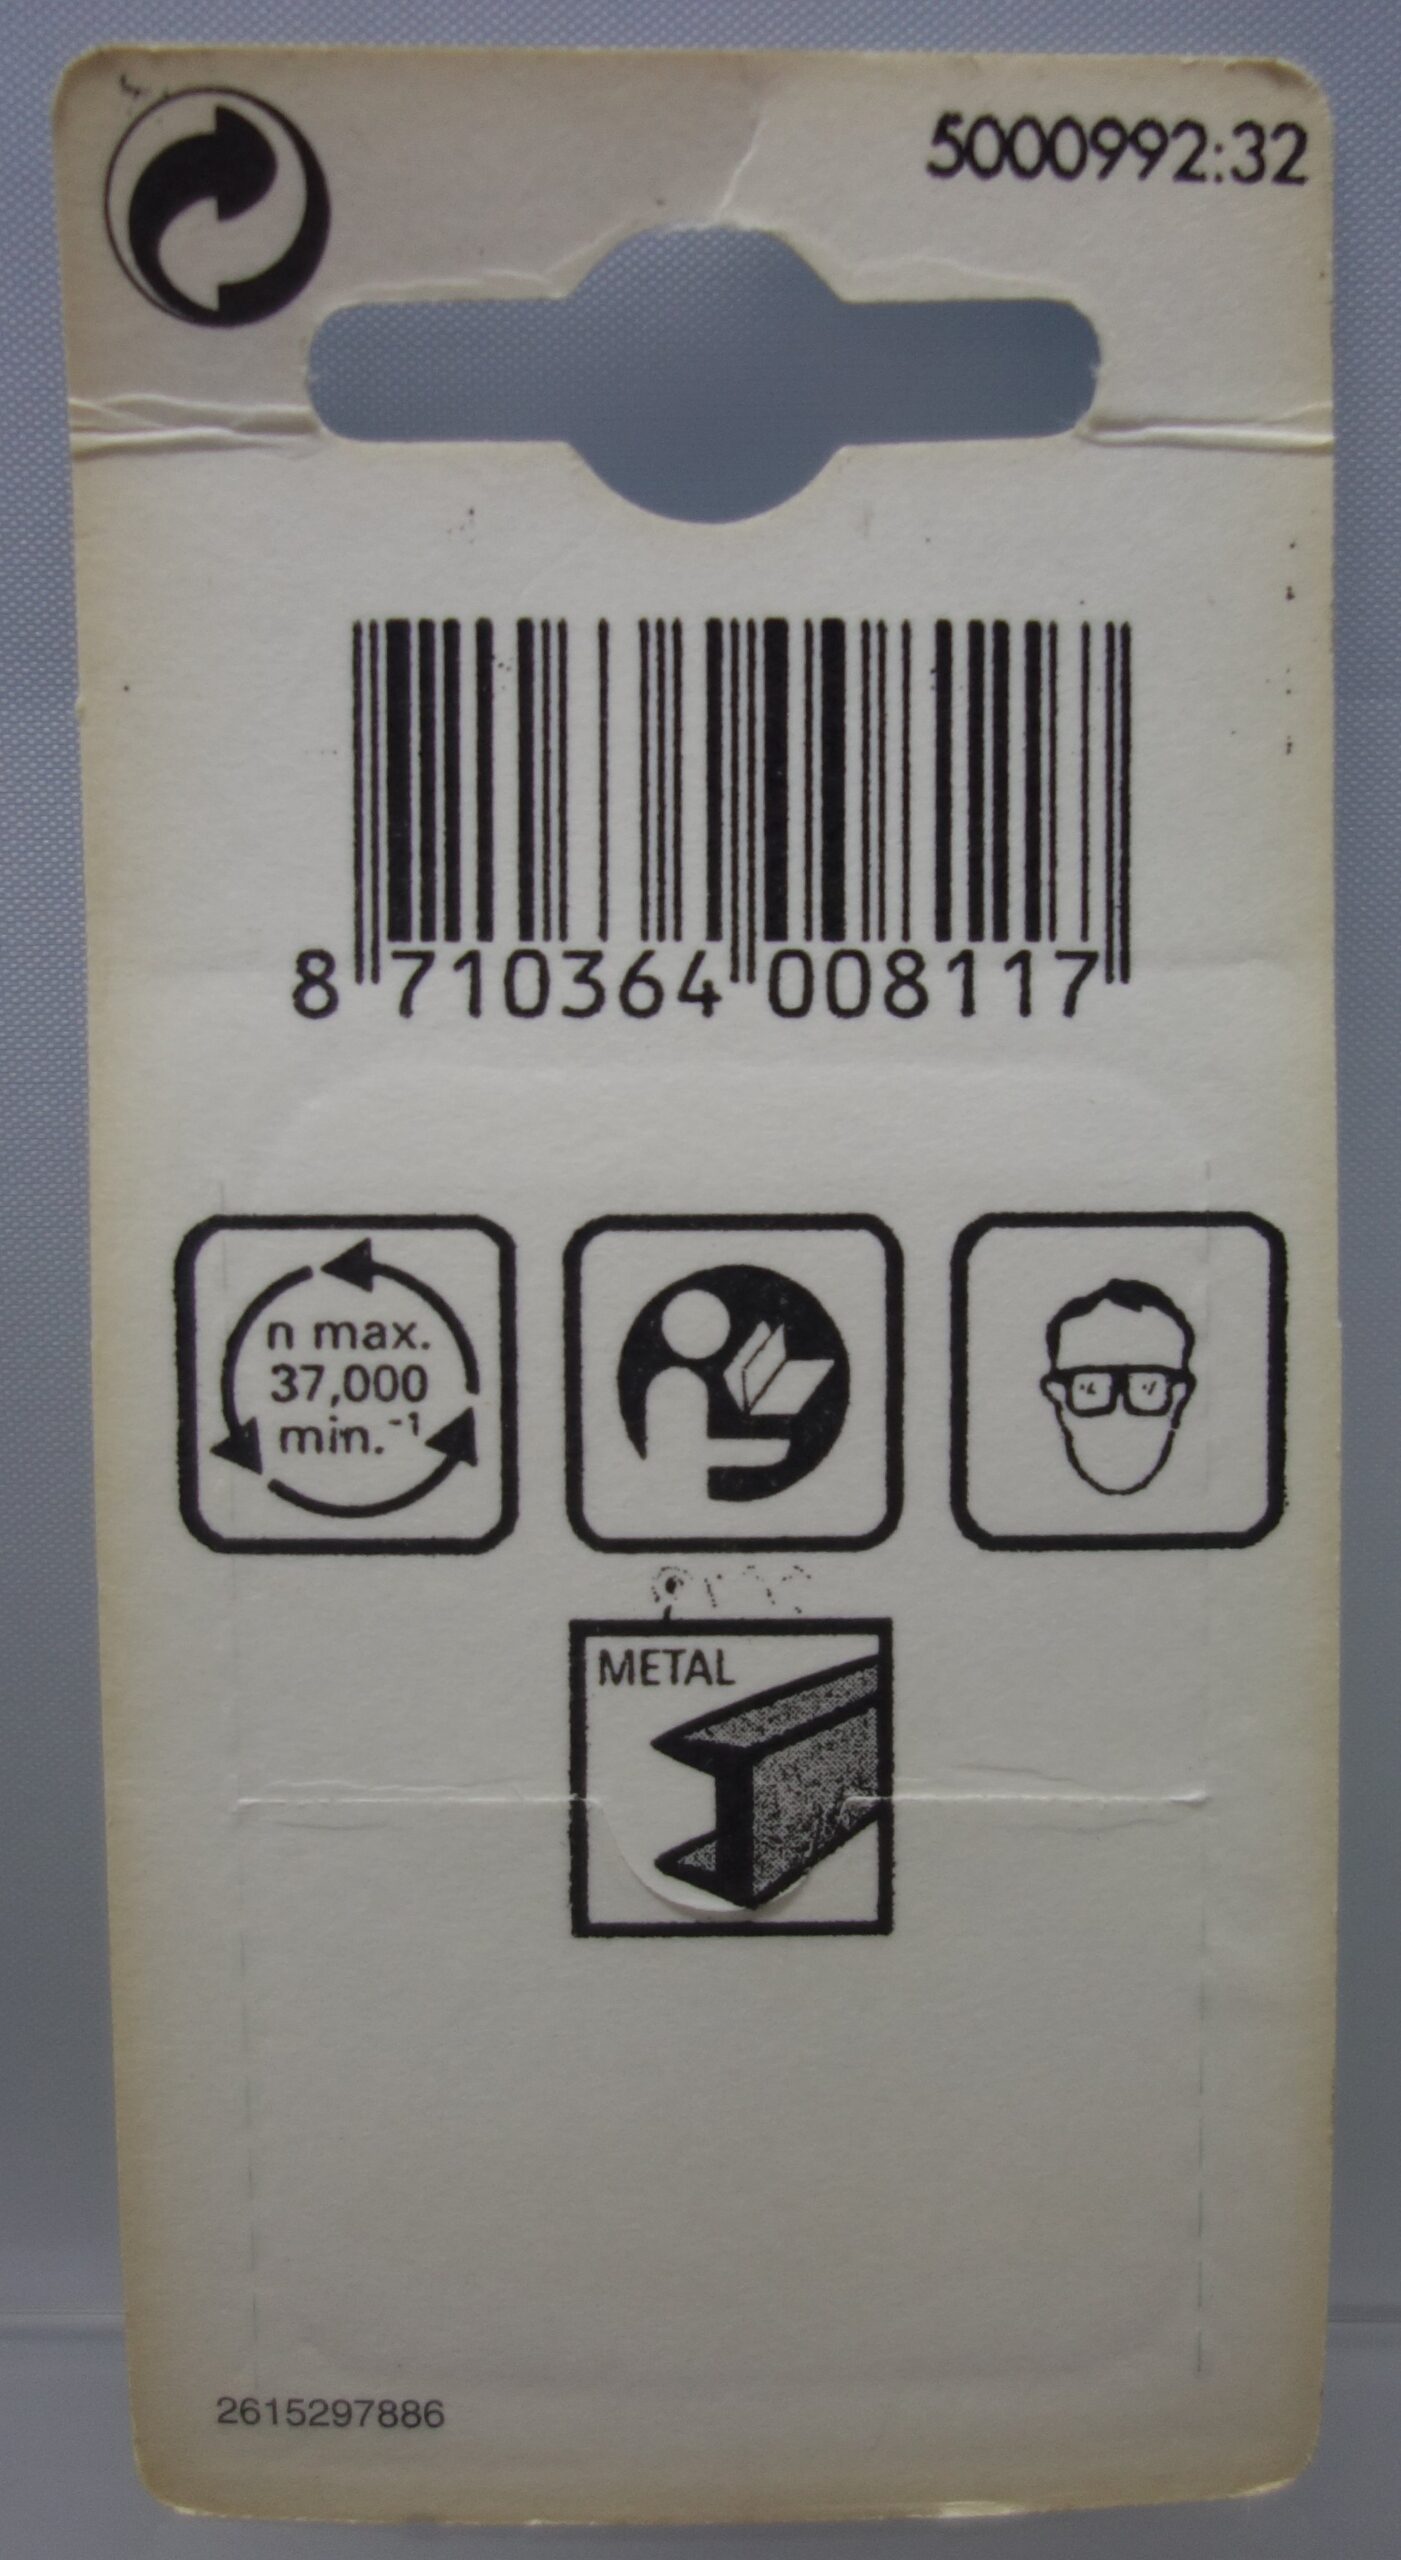 5000992:32
8 710364 008117
n max.
37,000
min.⁻¹
METAL
2615297886